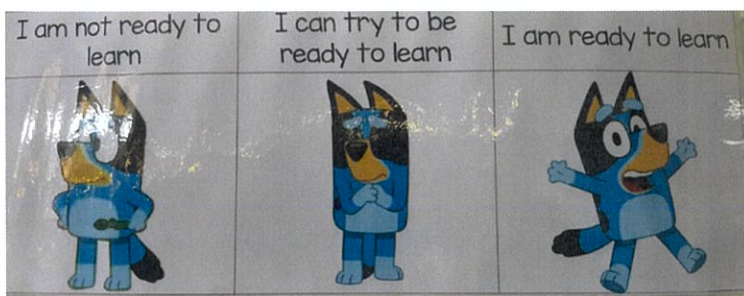 I am not ready to
learn
I can try to be
ready to learn
I am ready to learn